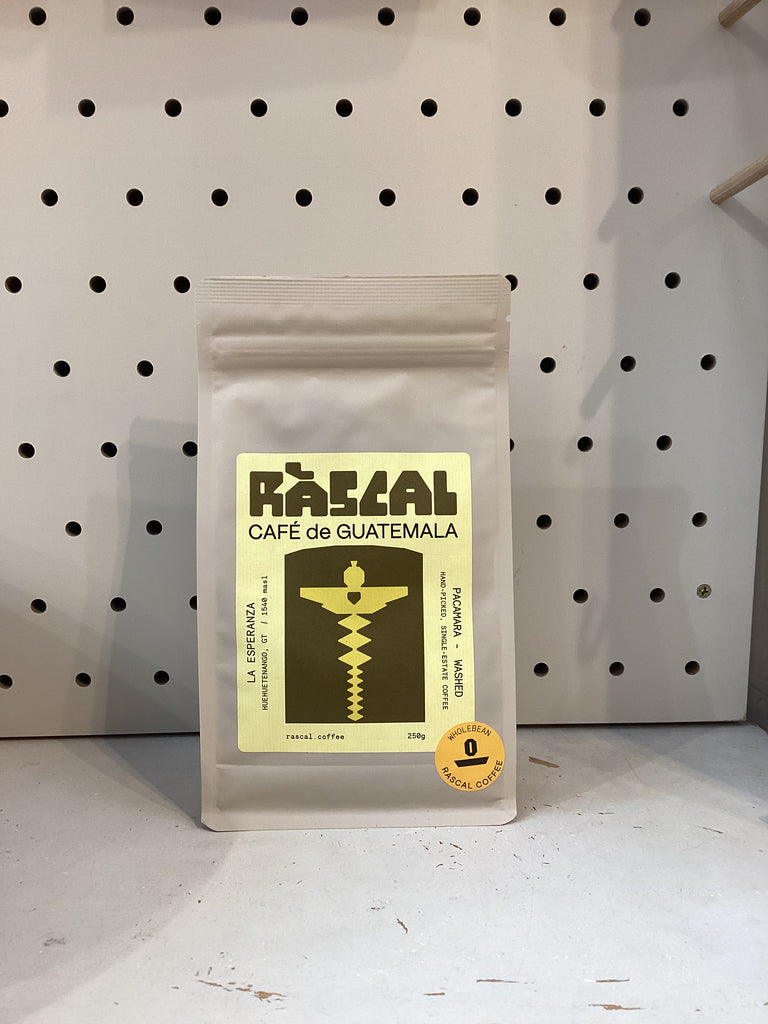 RÀSCAL
CAFÉ de GUATEMALA
LA ESPERANZA
HUEHUETENANGO, GT / 1540 masl
PACAMARA - WASHED
HAND-PICKED, SINGLE-ESTATE COFFEE
rascal.coffee
250g
WHOLEBEAN
RASCAL COFFEE